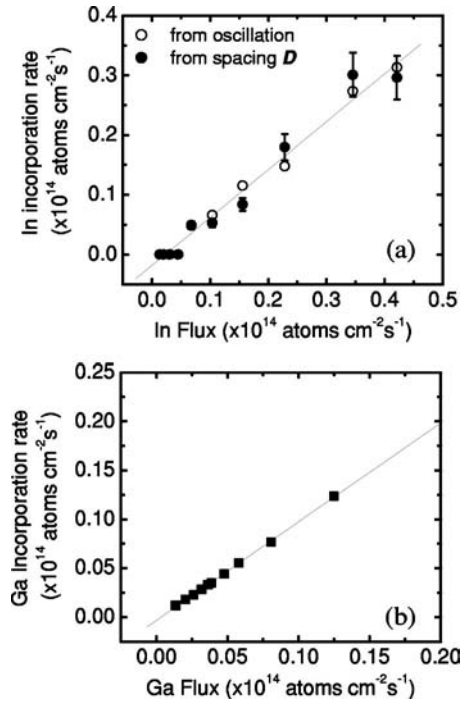 from oscillation
from spacing D
In incorporation rate
(x10¹⁴ atoms cm⁻²s⁻¹)
0.3
0.2
0.1
0.0
(a)
0.0 0.1 0.2 0.3 0.4 0.5
In Flux (x10¹⁴ atoms cm⁻²s⁻¹)
Ga Incorporation rate
(x10¹⁴ atoms cm⁻²s⁻¹)
0.25
0.20
0.15
0.10
0.05
0.00
(b)
0.00 0.05 0.10 0.15 0.20
Ga Flux (x10¹⁴ atoms cm⁻²s⁻¹)